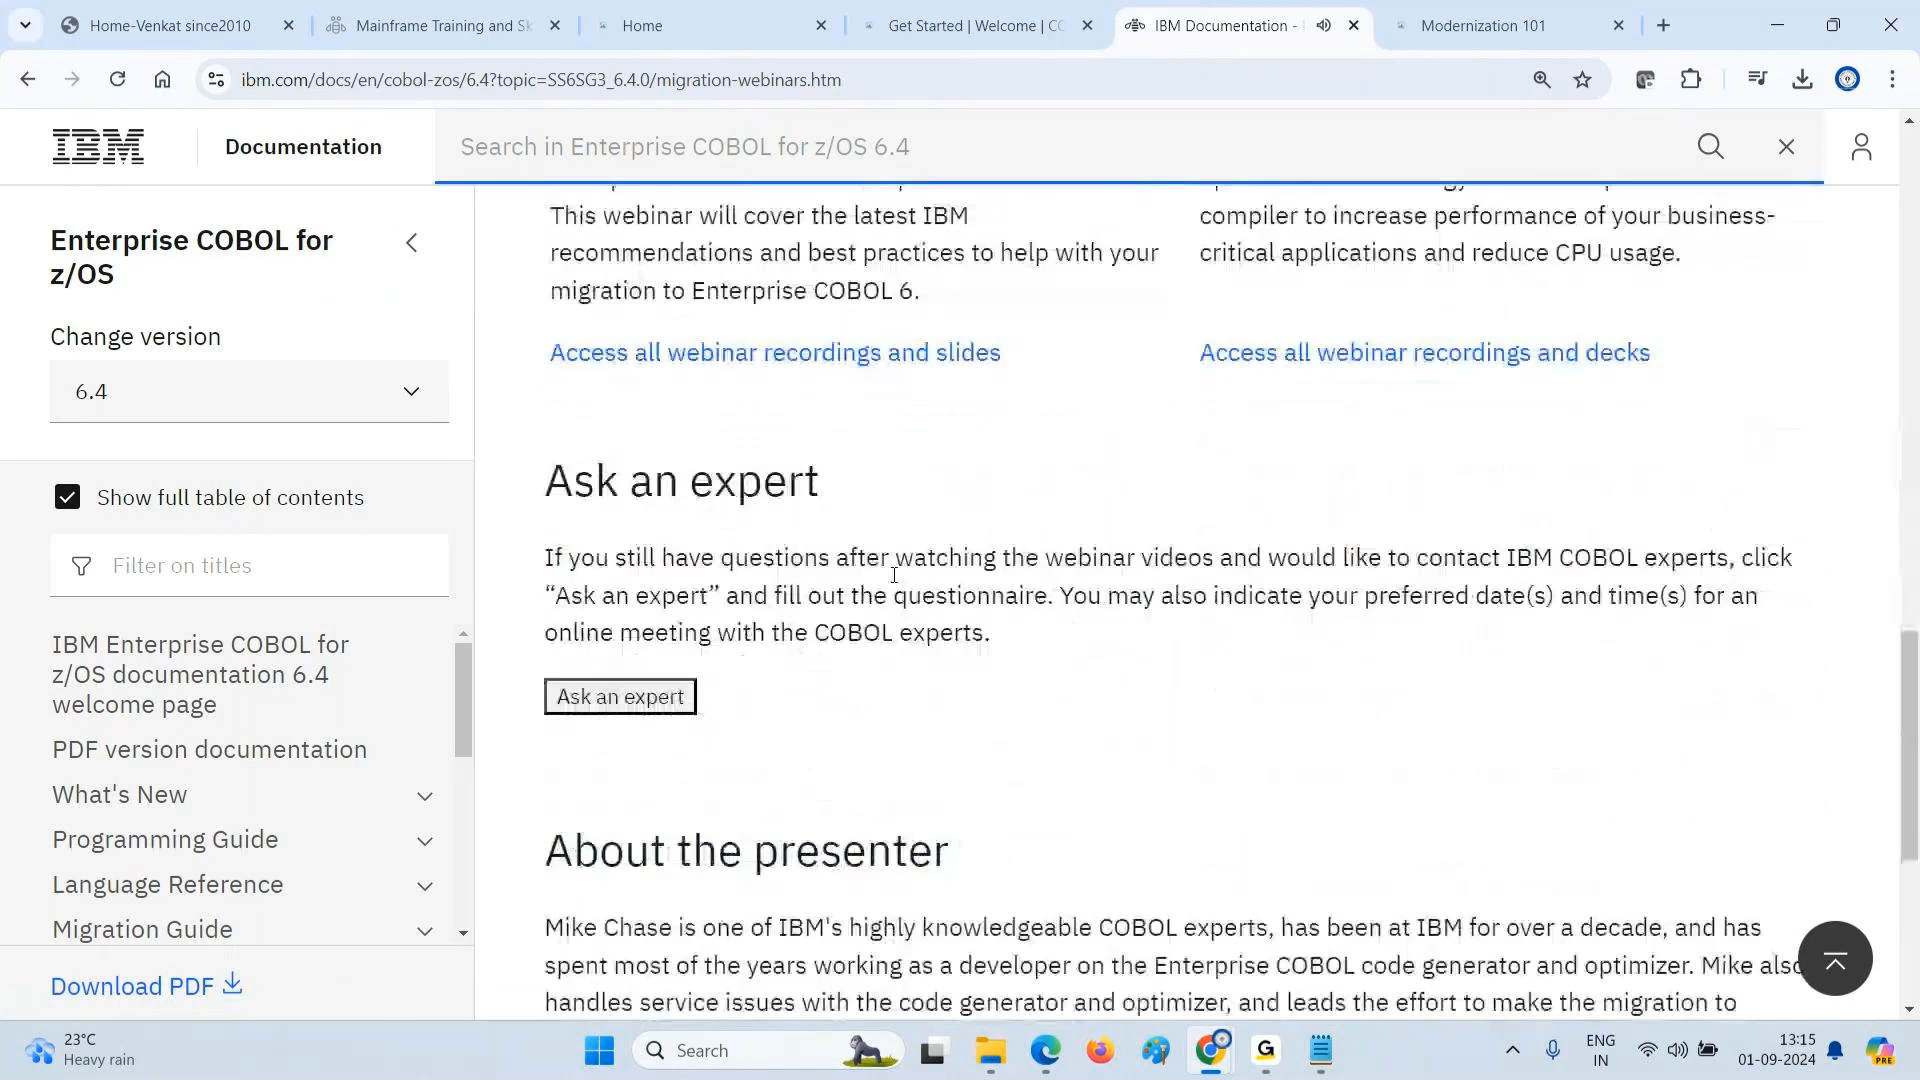 Home-Venkat since2010
Mainframe Training and Sk
Home
Get Started | Welcome | CO
IBM Documentation -
Modernization 101
ibm.com/docs/en/cobol-zos/6.4?topic=SS6SG3_6.4.0/migration-webinars.htm
IBM
Documentation
Search in Enterprise COBOL for z/OS 6.4
Enterprise COBOL for
z/OS
Change version
6.4
Show full table of contents
Filter on titles
IBM Enterprise COBOL for
z/OS documentation 6.4
welcome page
PDF version documentation
What's New
Programming Guide
Language Reference
Migration Guide
Download PDF
This webinar will cover the latest IBM
recommendations and best practices to help with your
migration to Enterprise COBOL 6.
Access all webinar recordings and slides
compiler to increase performance of your business-
critical applications and reduce CPU usage.
Access all webinar recordings and decks
Ask an expert
If you still have questions after watching the webinar videos and would like to contact IBM COBOL experts, click
“Ask an expert” and fill out the questionnaire. You may also indicate your preferred date(s) and time(s) for an
online meeting with the COBOL experts.
Ask an expert
About the presenter
Mike Chase is one of IBM's highly knowledgeable COBOL experts, has been at IBM for over a decade, and has
spent most of the years working as a developer on the Enterprise COBOL code generator and optimizer. Mike also
handles service issues with the code generator and optimizer, and leads the effort to make the migration to
23°C
Heavy rain
Search
G
ENG
IN
13:15
01-09-2024
PRE